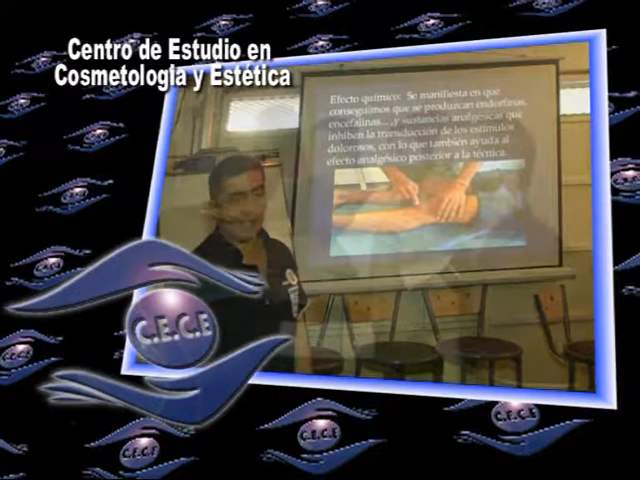 Centro de Estudio en
Cosmetología y Estética
Efecto químico: Se manifiesta en que
conseguimos que se produzcan endorfinas,
encefalinas... ,y sustancias analgésicas que
inhiben la transducción de los estímulos
dolorosos, con lo que también ayuda al
efecto analgésico posterior a la técnica.
C.E.C.E
C.E.C.E
C.E.C.E
C.E.C.E
C.E.C.E